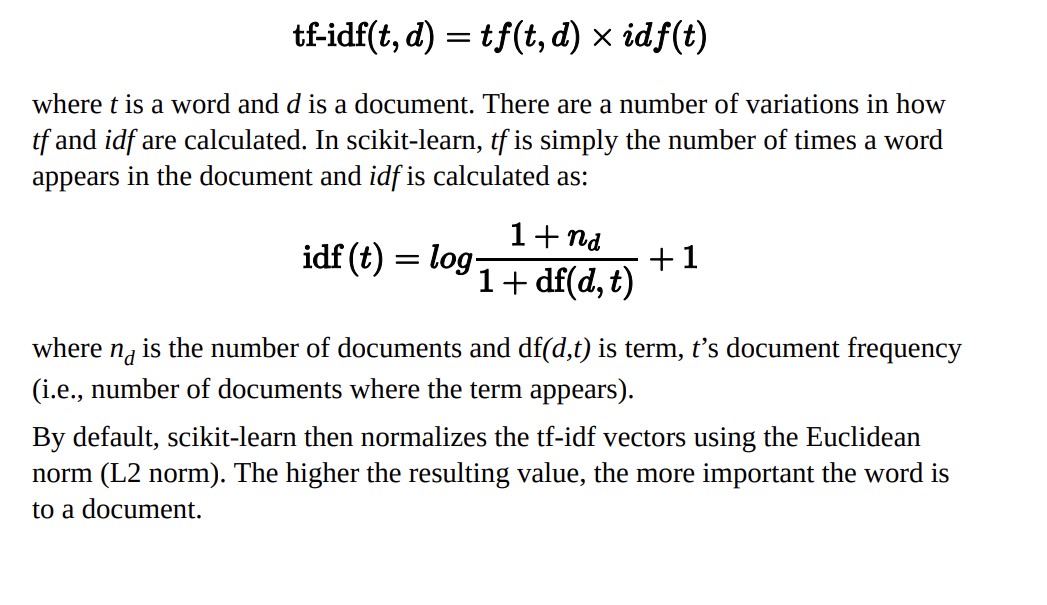 tf-idf(t, d) = tf(t, d) × idf(t)
where t is a word and d is a document. There are a number of variations in how
tf and idf are calculated. In scikit-learn, tf is simply the number of times a word
appears in the document and idf is calculated as:
idf (t) = log \frac{1 + n_d}{1 + df(d, t)} + 1
where n_d is the number of documents and df(d,t) is term, t’s document frequency
(i.e., number of documents where the term appears).
By default, scikit-learn then normalizes the tf-idf vectors using the Euclidean
norm (L2 norm). The higher the resulting value, the more important the word is
to a document.